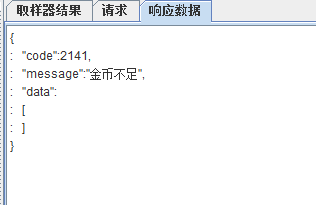 取样器结果 请求 响应数据
{
: "code":2141,
: "message":"金币不足",
: "data":
: [
: ]
}